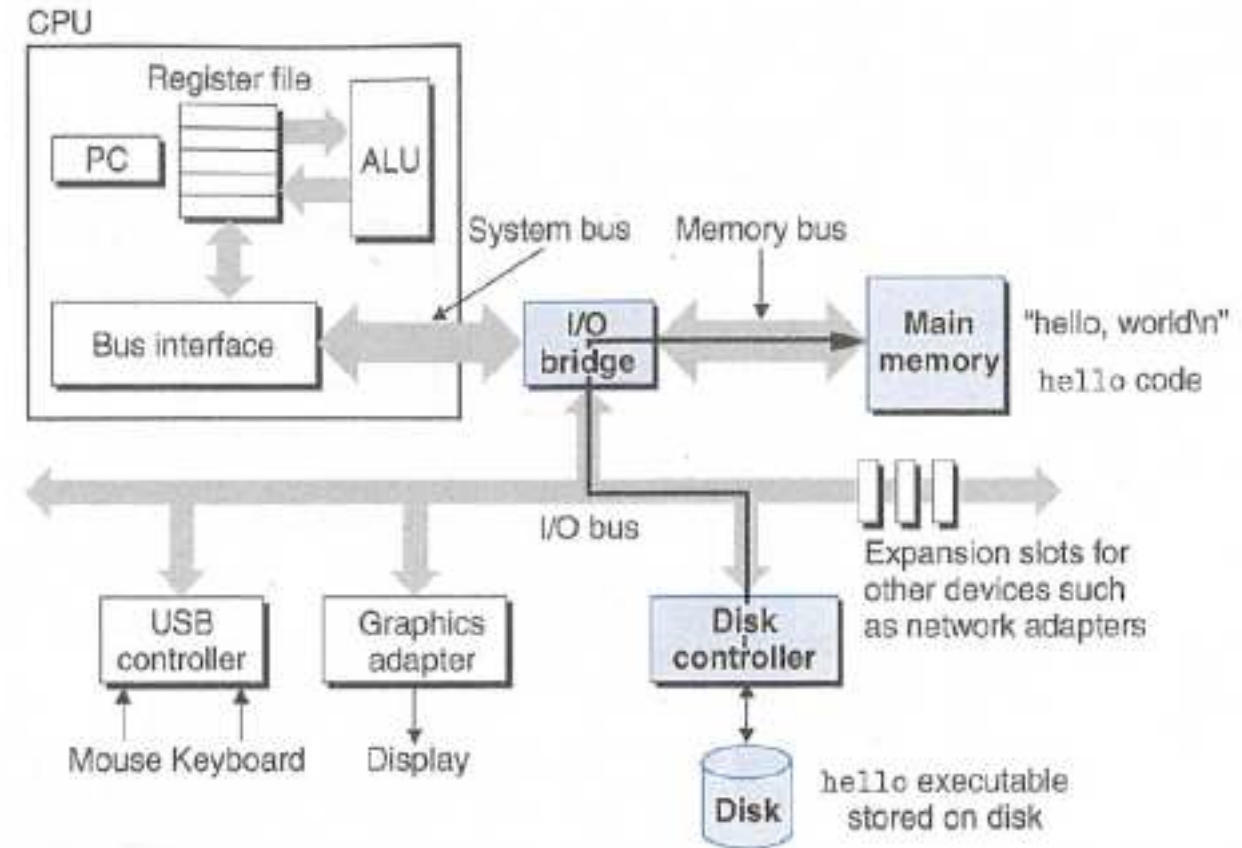 CPU
Register file
PC
ALU
System bus
Memory bus
Bus interface
I/O
bridge
Main
memory
"hello, world\n"
hello code
I/O bus
Expansion slots for
other devices such
as network adapters
USB
controller
Graphics
adapter
Disk
controller
Mouse Keyboard
Display
Disk
hello executable
stored on disk